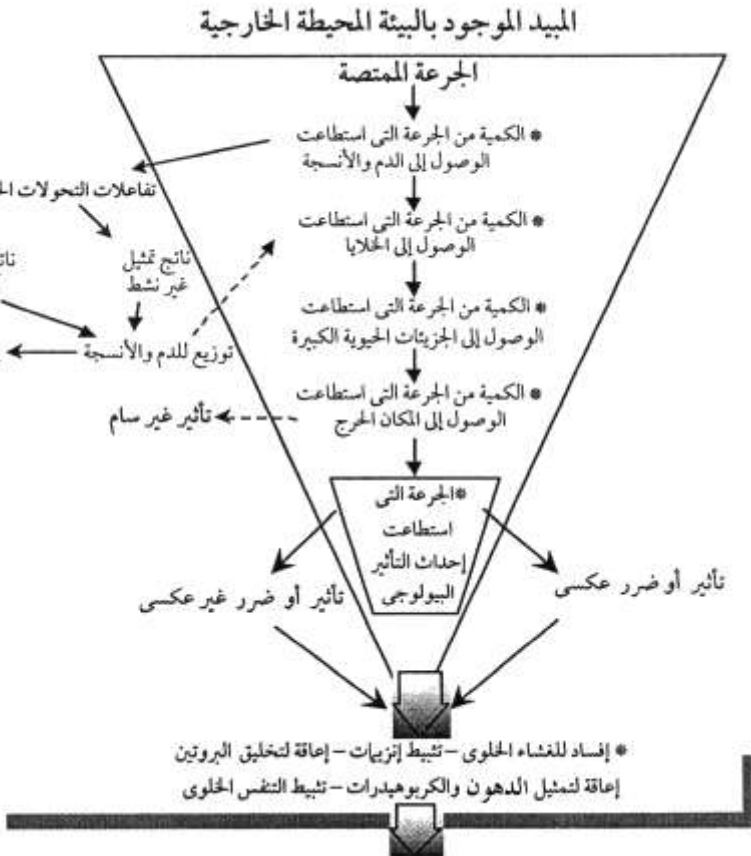 المبيد الموجود بالبيئة المحيطة الخارجية
الجرعة الممتصة
* الكمية من الجرعة التى استطاعت
الوصول إلى الدم والأنسجة
تفاعلات التحولات
* الكمية من الجرعة التى استطاعت
الوصول إلى الخلايا
ناتج تمثيل
غير نشط
* الكمية من الجرعة التى استطاعت
الوصول إلى الجزيئات الحيوية الكبيرة
توزيع للدم والأنسجة
* الكمية من الجرعة التى استطاعت
الوصول إلى المكان الحرج
تأثير غير سام
*الجرعة التى
استطاعت
إحداث التأثير
البيولوجى
تأثير أو ضرر عكسى
تأثير أو ضرر غير عكسى
* إفساد للغشاء الخلوى – تثبيط إنزيمات – إعاقة لتخليق البروتين
إعاقة لتمثيل الدهون والكربوهيدرات – تثبيط التنفس الخلوى